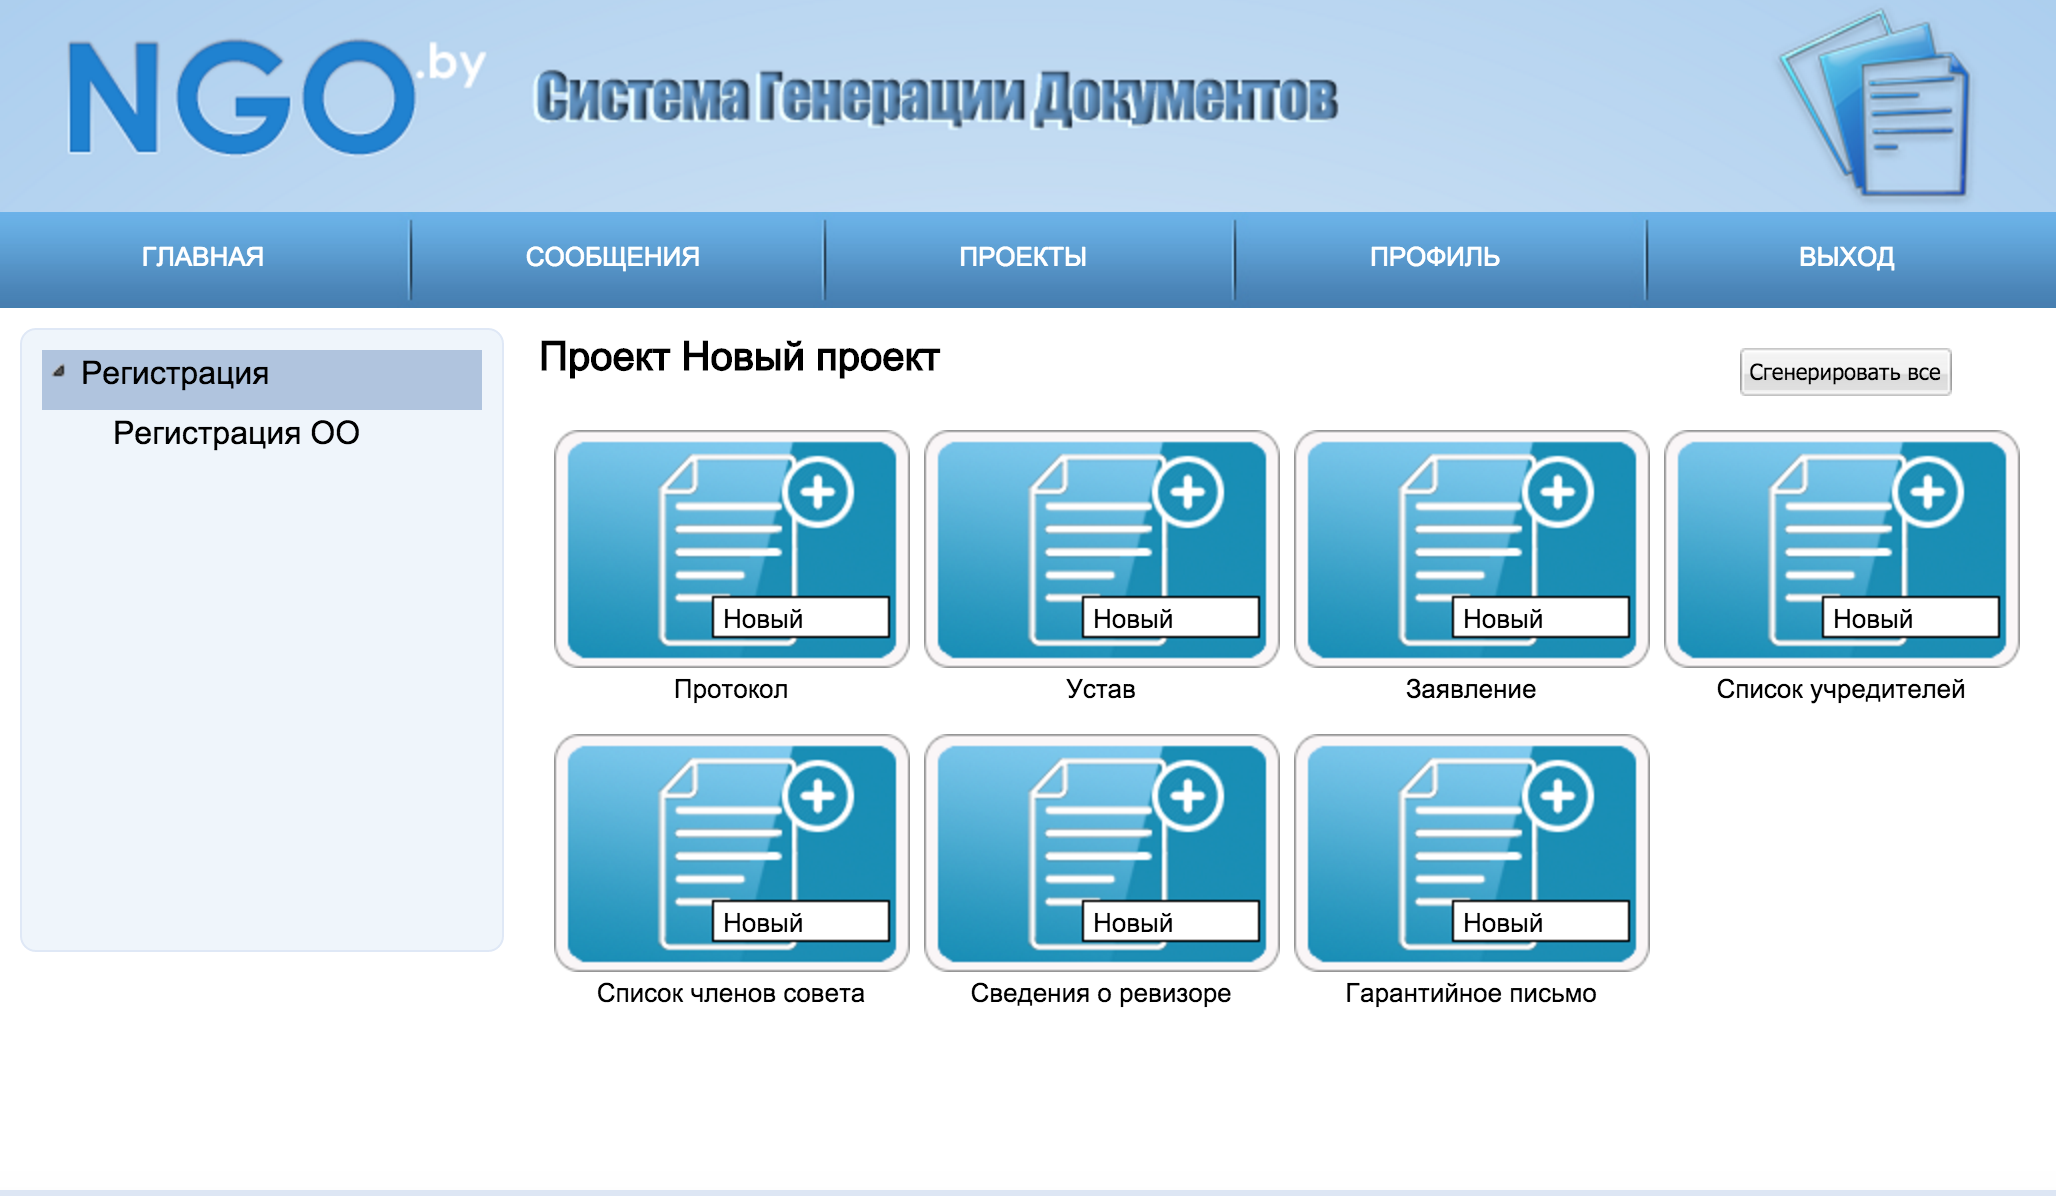 NGO.by
Система Генерации Документов
ГЛАВНАЯ СООБЩЕНИЯ ПРОЕКТЫ ПРОФИЛЬ ВЫХОД
Регистрация
Регистрация ОО
Проект Новый проект
Сгенерировать все
Новый Новый Новый Новый
Протокол Устав Заявление Список учредителей
Новый Новый Новый
Список членов совета Сведения о ревизоре Гарантийное письмо